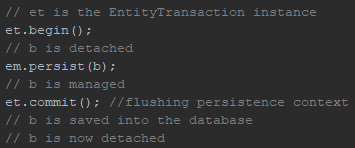 // et is the EntityTransaction instance
et.begin();
// b is detached
em.persist(b);
// b is managed
et.commit(); //flushing persistence context
// b is saved into the database
// b is now detached